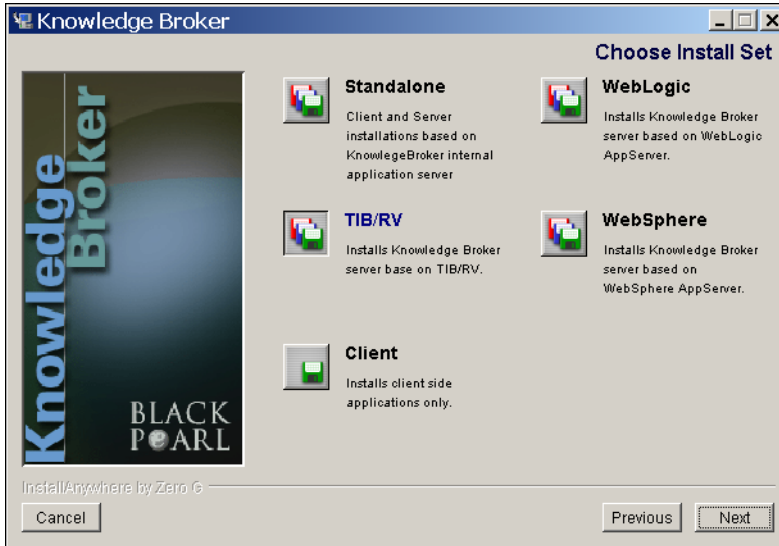 Knowledge Broker
Choose Install Set
Knowledge
Broker
BLACK
PeARL
Standalone
Client and Server
installations based on
KnowlegeBroker internal
application server
WebLogic
Installs Knowledge Broker
server based on WebLogic
AppServer.
TIB/RV
Installs Knowledge Broker
server base on TIB/RV.
WebSphere
Installs Knowledge Broker
server based on
WebSphere AppServer.
Client
Installs client side
applications only.
InstallAnywhere by Zero G
Cancel
Previous
Next